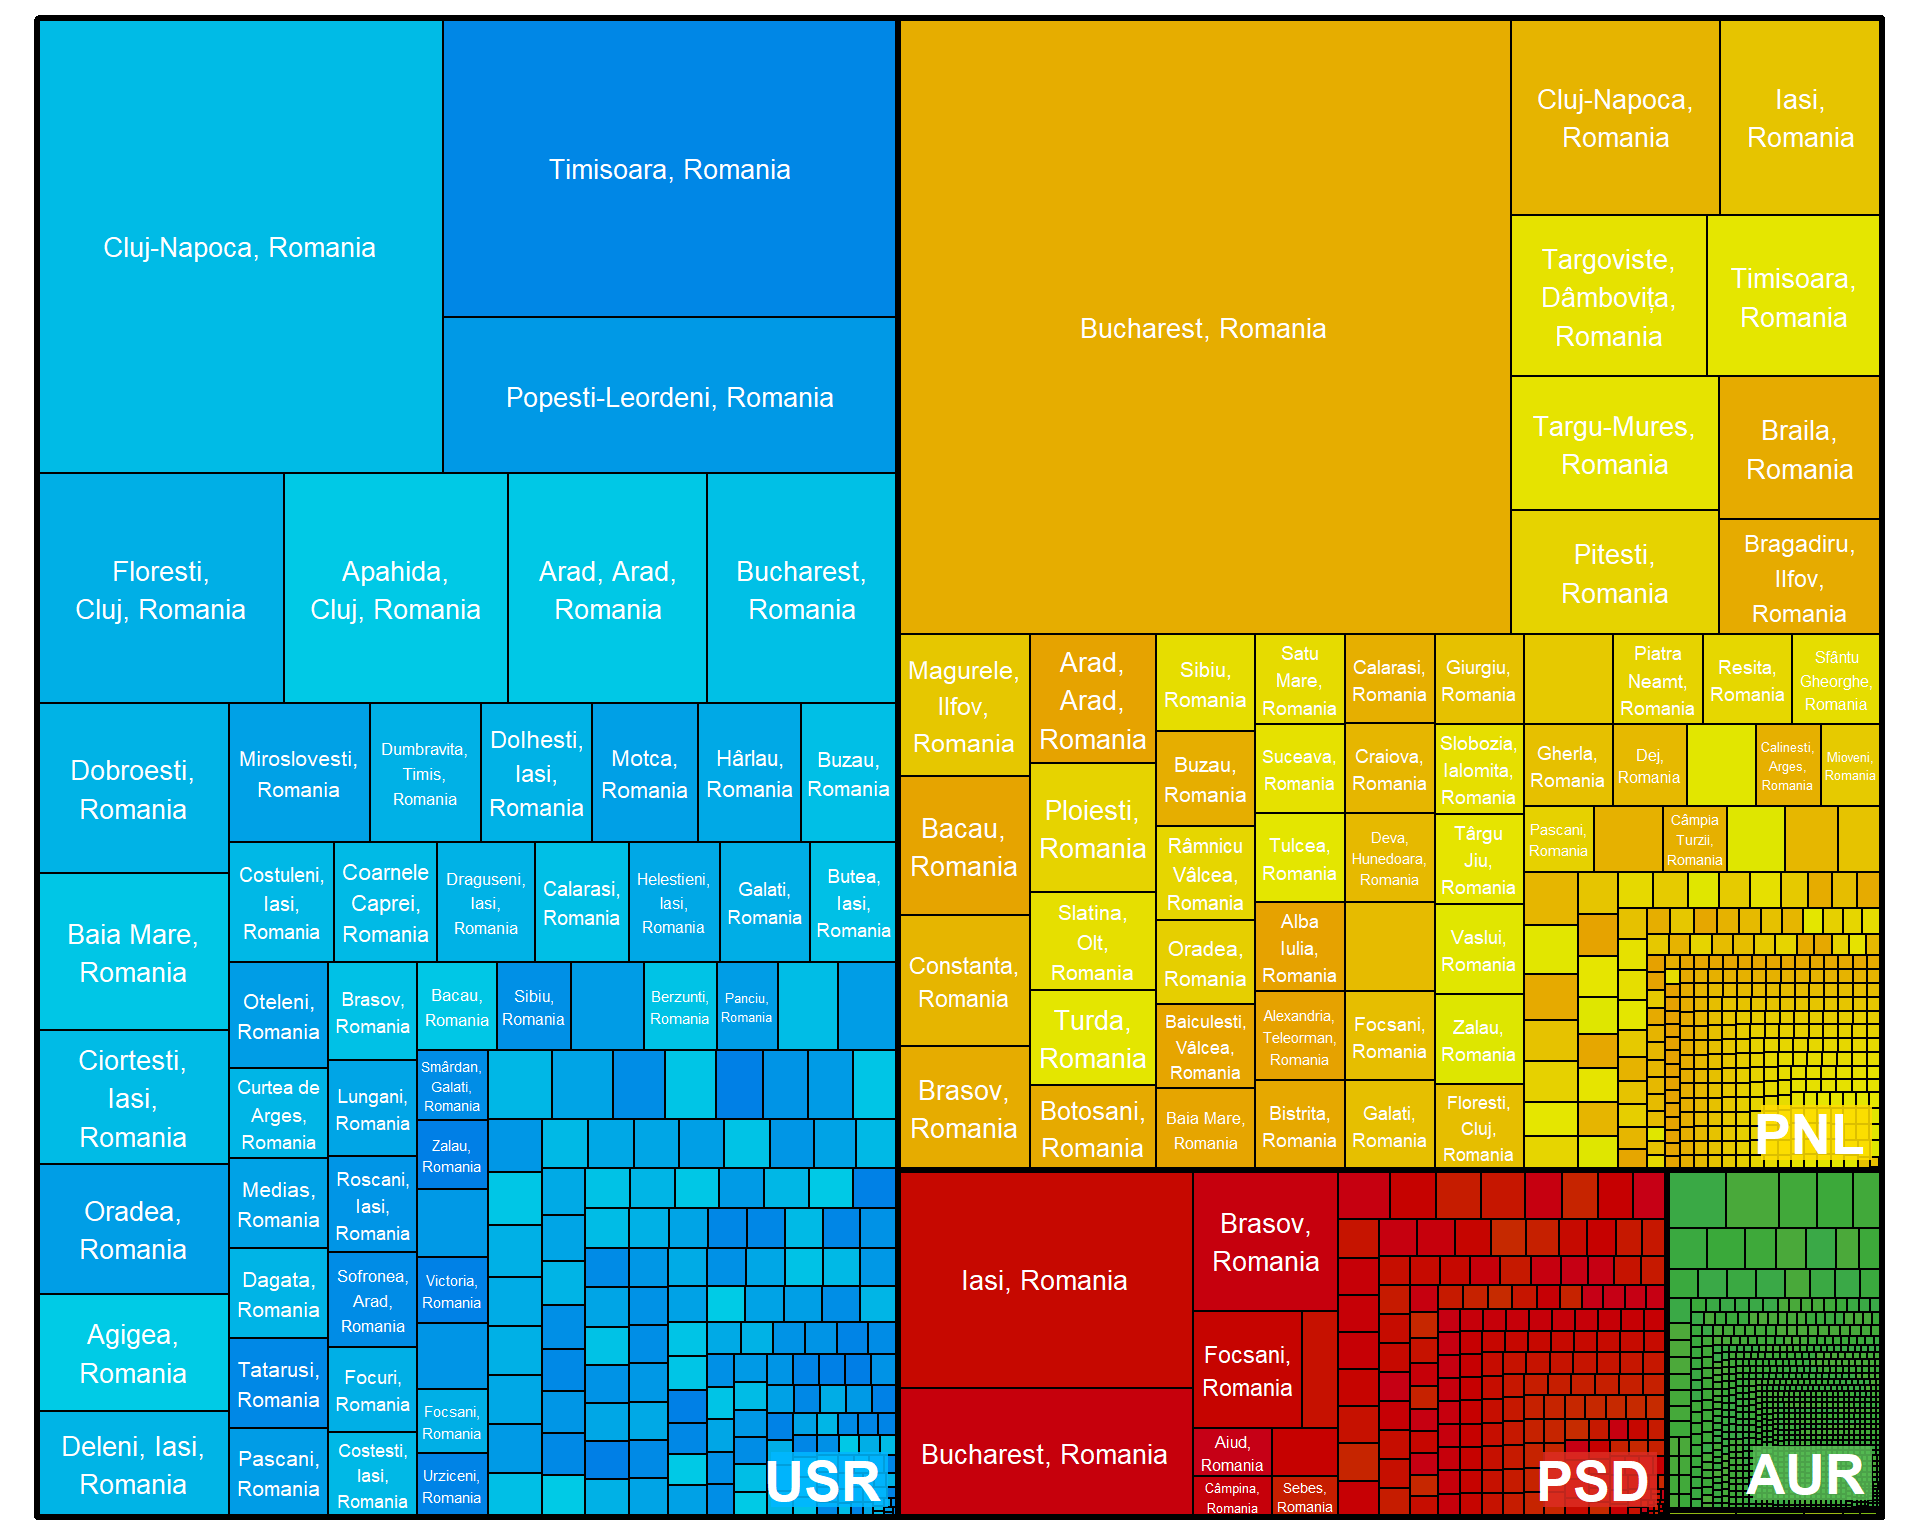 Cluj-Napoca, Romania
Timisoara, Romania
Popesti-Leordeni, Romania
Floresti,
Cluj, Romania
Apahida,
Cluj, Romania
Arad, Arad,
Romania
Bucharest,
Romania
Dobroesti,
Romania
Baia Mare,
Romania
Ciortesti,
Iasi,
Romania
Oradea,
Romania
Agigea,
Romania
Deleni, Iasi,
Romania
Miroslovesti,
Romania
Dumbravita,
Timis,
Romania
Dolhesti,
Iasi,
Romania
Motca,
Romania
Hârlau,
Romania
Buzau,
Romania
Costuleni,
Iasi,
Romania
Coarnele
Caprei,
Romania
Draguseni,
Iasi,
Romania
Calarasi,
Romania
Helestieni,
Iasi,
Romania
Galati,
Romania
Butea,
Iasi,
Romania
Oteleni,
Romania
Curtea de
Arges,
Romania
Medias,
Romania
Dagata,
Romania
Tatarusi,
Romania
Pascani,
Romania
Brasov,
Romania
Lungani,
Romania
Roscani,
Iasi,
Romania
Sofronea,
Arad,
Romania
Focuri,
Romania
Costesti,
Iasi,
Romania
Bacau,
Romania
Sibiu,
Romania
Berzunti,
Romania
Panciu,
Romania
Smârdan,
Galati,
Romania
Zalau,
Romania
Victoria,
Romania
Focsani,
Romania
Urziceni,
Romania
USR
Bucharest, Romania
Cluj-Napoca,
Romania
Iasi,
Romania
Targoviste,
Dâmbovița,
Romania
Timisoara,
Romania
Targu-Mures,
Romania
Braila,
Romania
Pitesti,
Romania
Bragadiru,
Ilfov,
Romania
Magurele,
Ilfov,
Romania
Bacau,
Romania
Constanta,
Romania
Brasov,
Romania
Arad,
Arad,
Romania
Ploiesti,
Romania
Slatina,
Olt,
Romania
Turda,
Romania
Botosani,
Romania
Sibiu,
Romania
Buzau,
Romania
Râmnicu
Vâlcea,
Romania
Oradea,
Romania
Baiculesti,
Vâlcea,
Romania
Baia Mare,
Romania
Satu
Mare,
Romania
Suceava,
Romania
Tulcea,
Romania
Alba
Iulia,
Romania
Alexandria,
Teleorman,
Romania
Bistrita,
Romania
Calarasi,
Romania
Craiova,
Romania
Deva,
Hunedoara,
Romania
Focsani,
Romania
Galati,
Romania
Giurgiu,
Romania
Slobozia,
Ialomita,
Romania
Târgu
Jiu,
Romania
Vaslui,
Romania
Zalau,
Romania
Floresti,
Cluj,
Romania
Piatra
Neamt,
Romania
Resita,
Romania
Sfântu
Gheorghe,
Romania
Gherla,
Romania
Dej,
Romania
Calinesti,
Arges,
Romania
Mioveni,
Romania
Pascani,
Romania
Câmpia
Turzii,
Romania
PNL
Iasi, Romania
Bucharest, Romania
Brasov,
Romania
Focsani,
Romania
Aiud,
Romania
Câmpina,
Romania
Sebes,
Romania
PSD
AUR